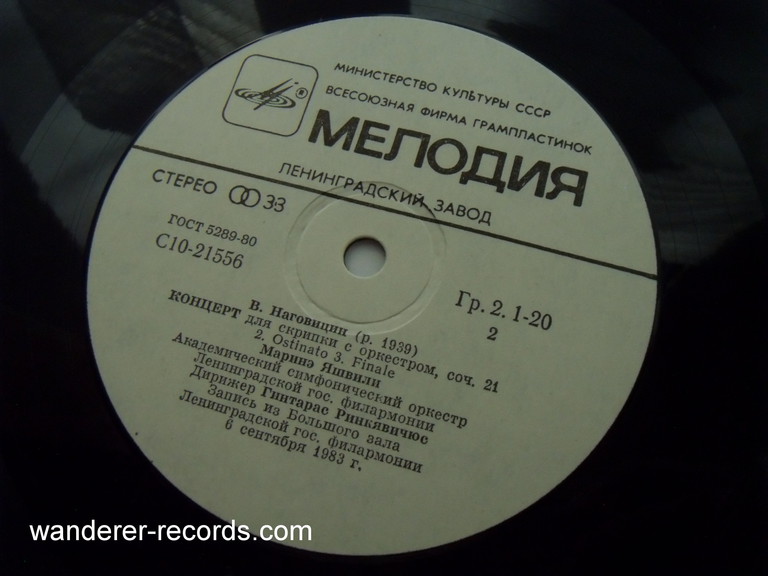 МИНИСТЕРСТВО КУЛЬТУРЫ СССР
ВСЕСОЮЗНАЯ ФИРМА ГРАМПЛАСТИНОК
®
МЕЛОДИЯ
ЛЕНИНГРАДСКИЙ ЗАВОД
СТЕРЕО 33
ГОСТ 5289-80
С10-21556
Гр. 2. 1-20
2
В. Наговицин (р. 1939)
КОНЦЕРТ для скрипки с оркестром, соч. 21
2. Ostinato 3. Finale
Маринэ Яшвили
Академический симфонический оркестр
Ленинградской гос. филармонии
Дирижер Гинтарас Ринкявичюс
Запись из Большого зала
Ленинградской гос. филармонии
6 сентября 1983 г.
wanderer-records.com